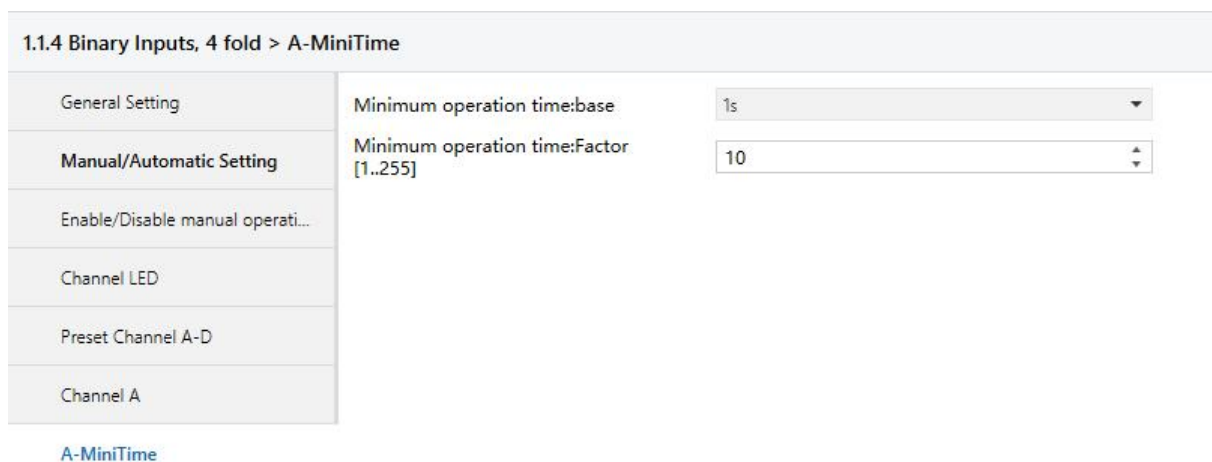 1.1.4 Binary Inputs, 4 fold > A-MiniTime
General Setting
Manual/Automatic Setting
Enable/Disable manual operati...
Channel LED
Preset Channel A-D
Channel A
A-MiniTime
Minimum operation time:base
1s
Minimum operation time:Factor
[1..255]
10